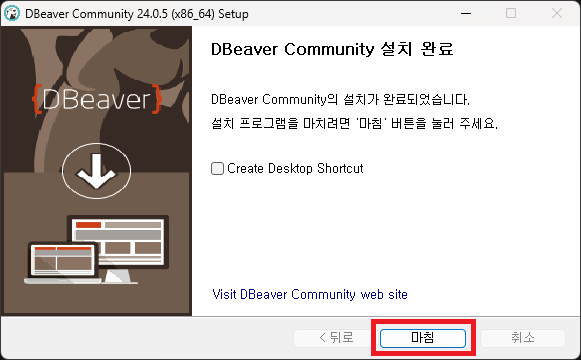 DBeaver Community 24.0.5 (x86_64) Setup
{DBeaver}
DBeaver Community 설치 완료
DBeaver Community의 설치가 완료되었습니다.
설치 프로그램을 마치려면 '마침' 버튼을 눌러 주세요.
Create Desktop Shortcut
Visit DBeaver Community web site
< 뒤로
마침
취소